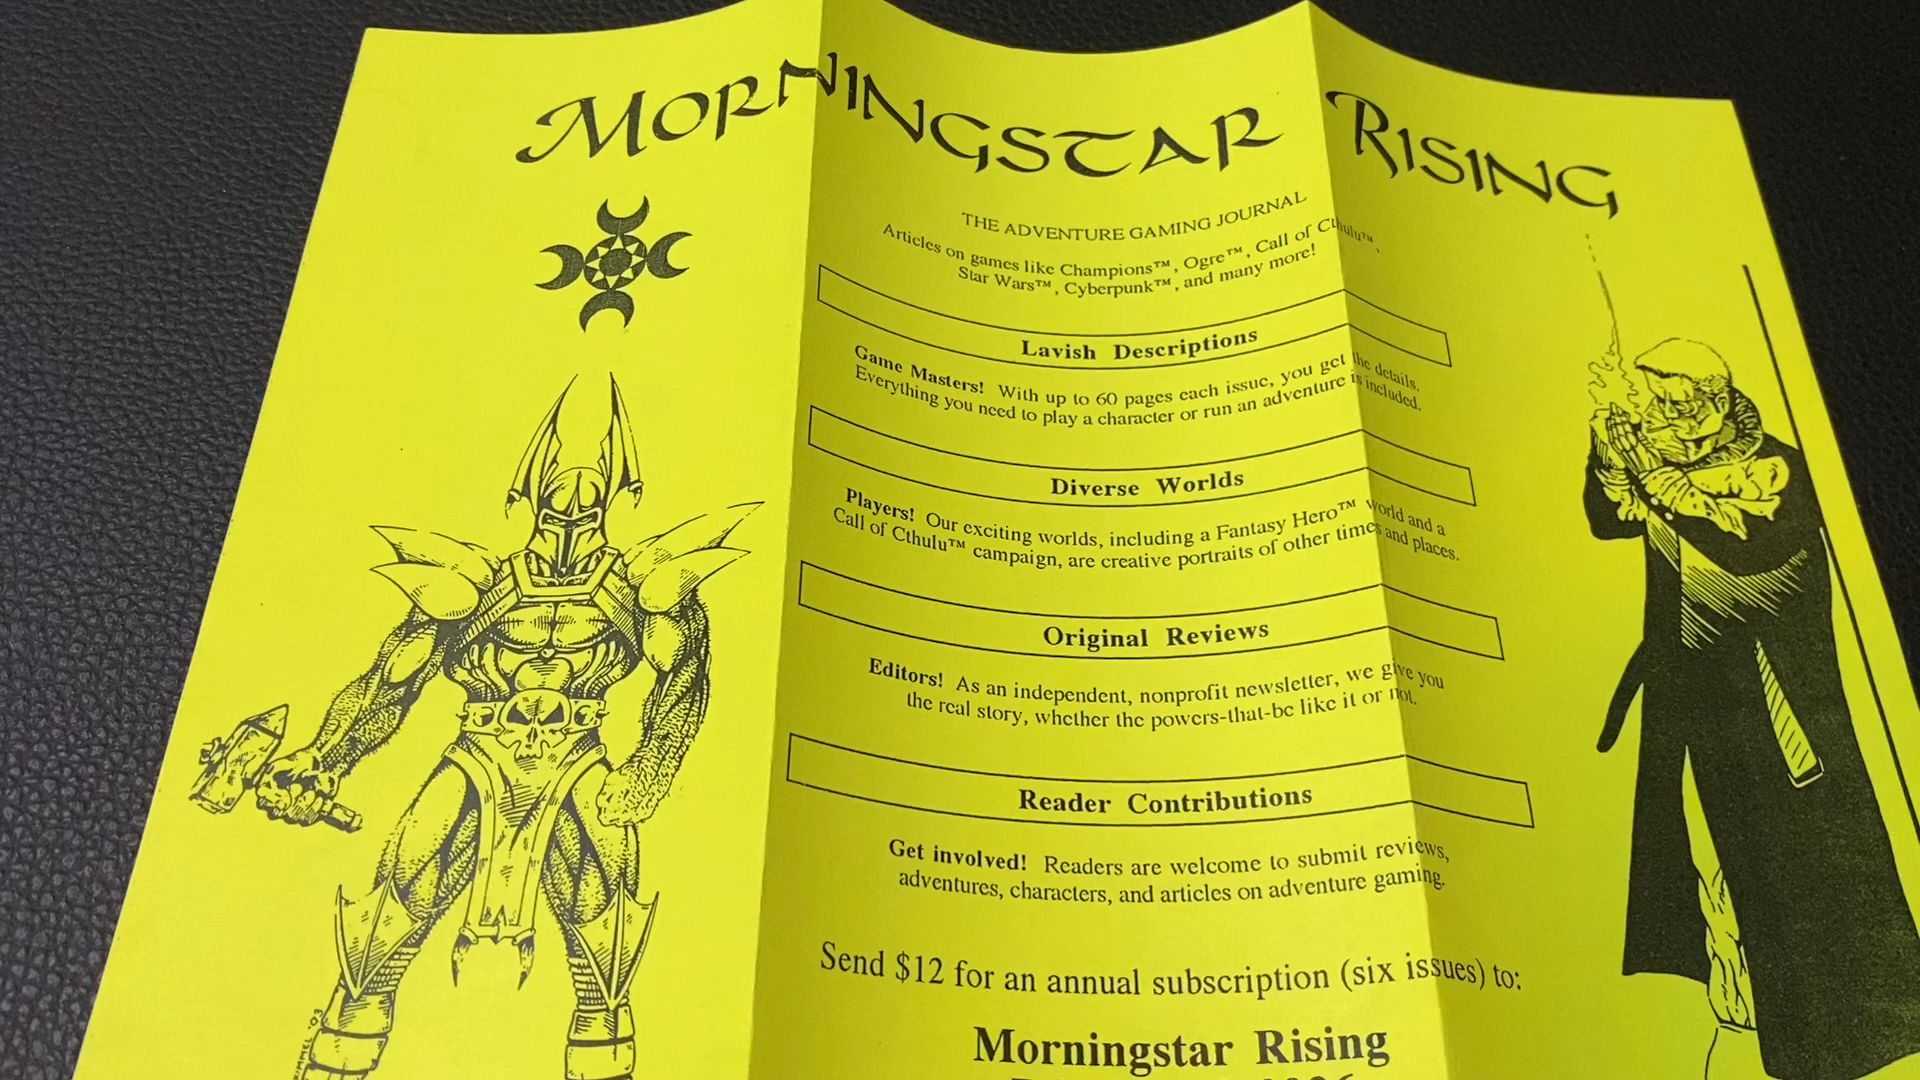 MORNINGSTAR RISING
THE ADVENTURE GAMING JOURNAL
Articles on games like Champions™, Ogre™, Call of Cthulu™,
Star Wars™, Cyberpunk™, and many more!
Lavish Descriptions
Game Masters! With up to 60 pages each issue, you get the details.
Everything you need to play a character or run an adventure is included.
Diverse Worlds
Players! Our exciting worlds, including a Fantasy Hero™ world and a
Call of Cthulu™ campaign, are creative portraits of other times and places.
Original Reviews
Editors! As an independent, nonprofit newsletter, we give you
the real story, whether the powers-that-be like it or not.
Reader Contributions
Get involved! Readers are welcome to submit reviews,
adventures, characters, and articles on adventure gaming.
Send $12 for an annual subscription (six issues) to:
Morningstar Rising